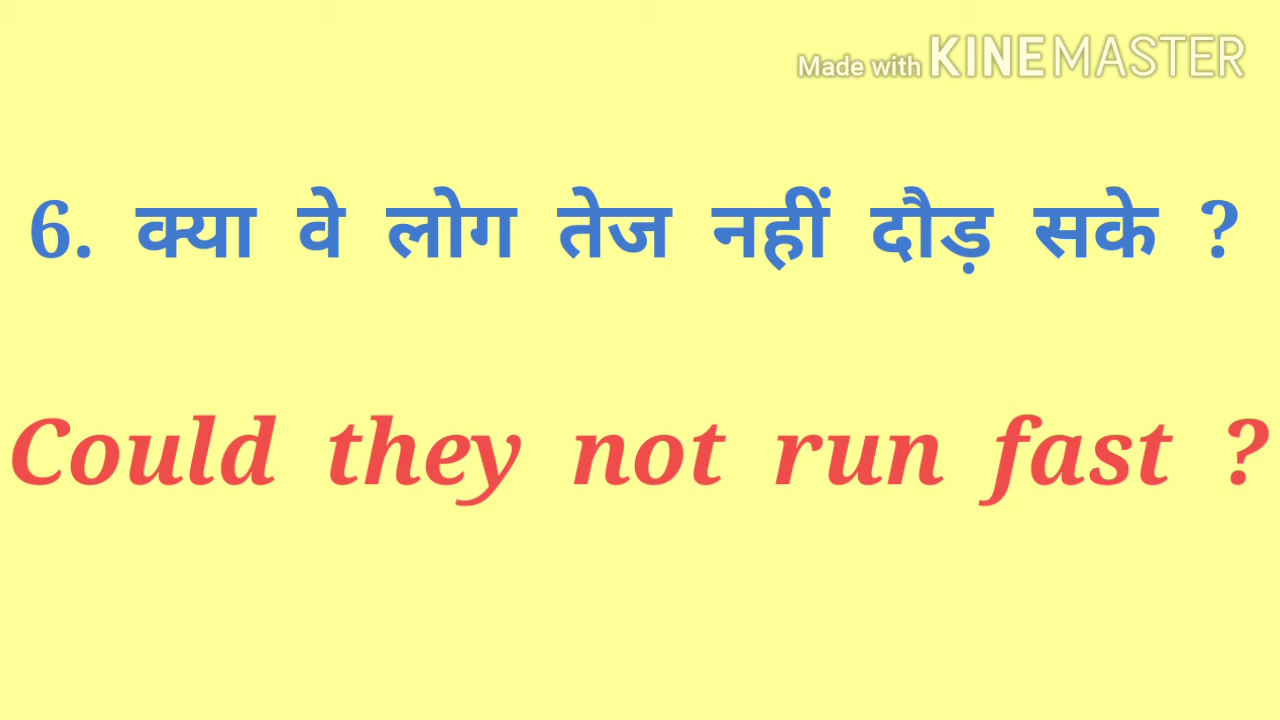 Made with KINEMASTER
6. क्या वे लोग तेज नहीं दौड़ सके ?
Could they not run fast ?